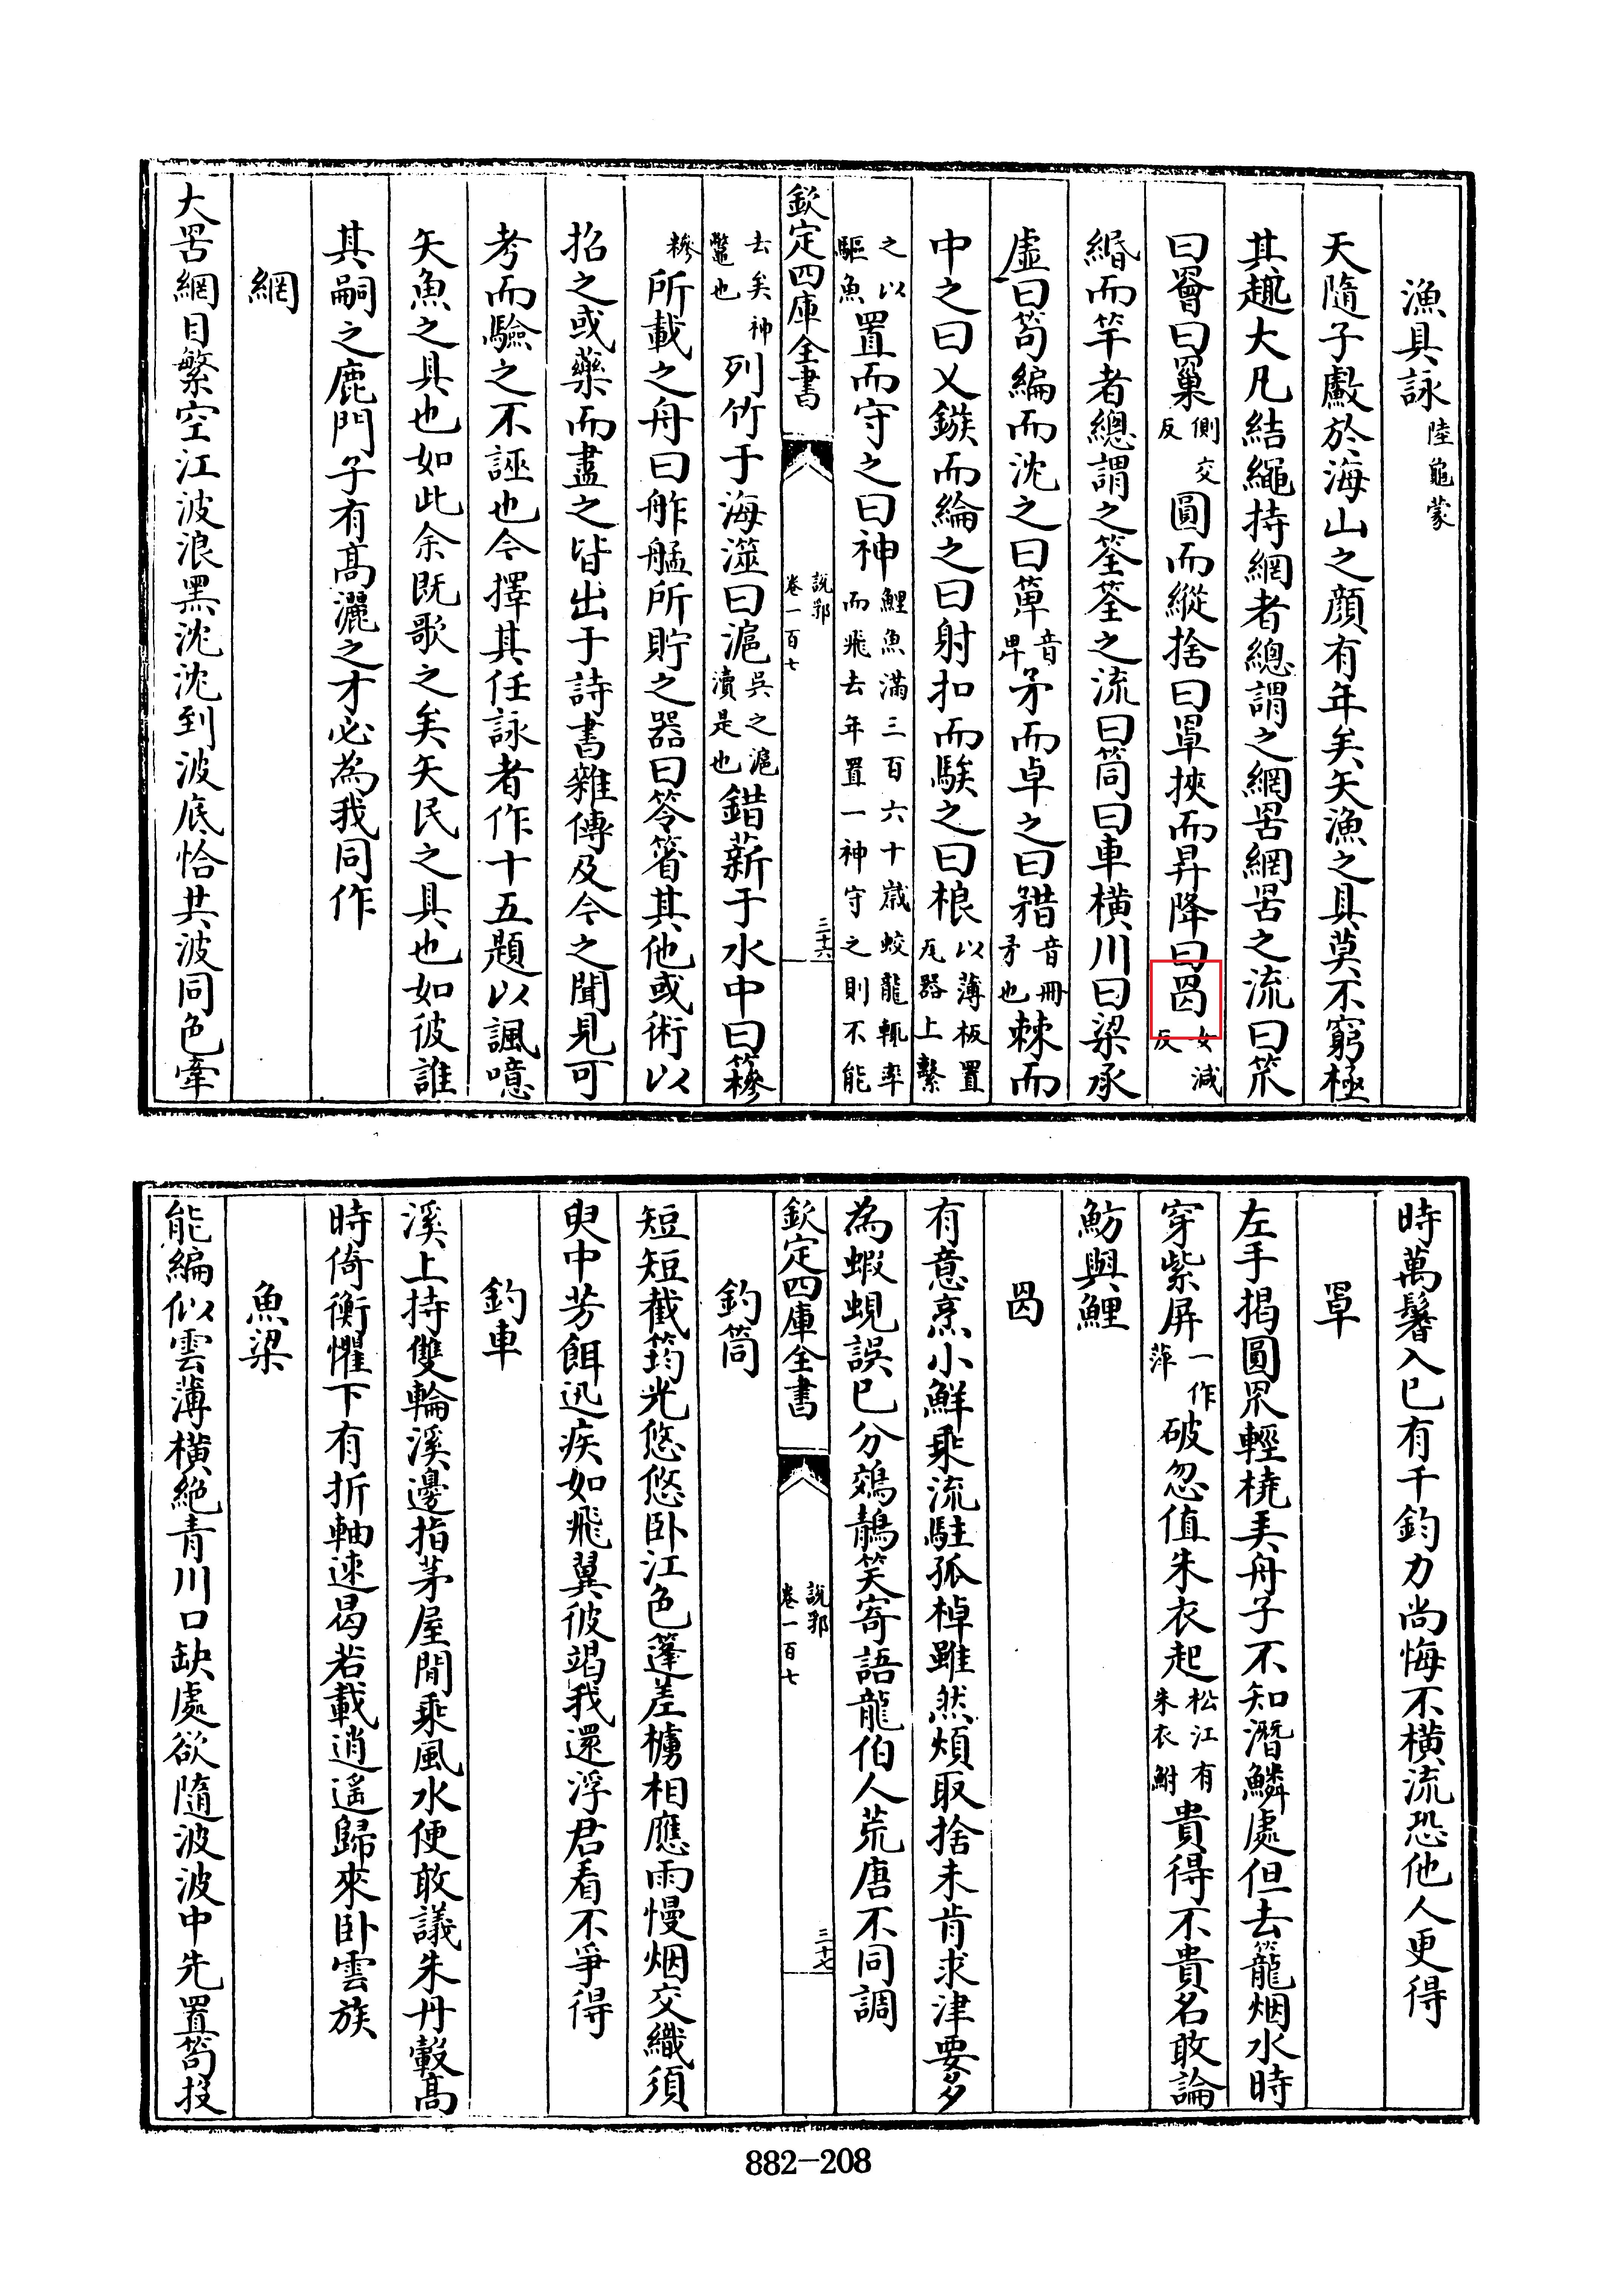 漁具詠陸龜蒙
天隨子䖒於海山之顔有年矣矢漁之具莫不窮極
其趣大凡結繩持網者總謂之網罟網罟之流曰罛
曰罾曰罺側交反圓而縱捨曰罩挾而昇降曰罱女減反
緡而竿者總謂之筌筌之流曰筒曰車横川曰梁承
虛曰笱編而沈之曰箄音卑矛而卓之曰矠音冊矛也棘而
中之曰乂鏃而綸之曰射扣而駭之曰桹以薄板置瓦器上繫
之以驅魚置而守之曰神鯉魚滿三百六十歳蛟龍輒率而飛去年置一神守之則不能
欽定四庫全書
說郛
卷一百七
三十六
去矣神鼈也列竹于海澨曰滬吳之滬瀆是也錯薪于水中曰篸
糝所載之舟曰舴艋所貯之器曰笭箵其他或術以
招之或藥而盡之皆出于詩書雜傳及今之聞見可
考而驗之不誣也今擇其任詠者作十五題以諷噫
矢魚之具也如此余既歌之矣矢民之具也如彼誰
其嗣之鹿門子有高灑之才必為我同作
網
大罟網目繁空江波浪黑沈沈到波底恰共波同色牽
時萬鬐入已有千鈞力尚悔不横流恐他人更得
罩
左手揭圓罛輕橈弄舟子不知潛鱗處但去籠烟水時
穿紫屏一作萍破忽值朱衣起松江有朱衣鮒貴得不貴名敢論
魴與鯉
罱
有意烹小鮮乘流駐孤棹雖然煩取捨未肯求津要多
為蝦蜆誤已分鵁鶄笑寄語龍伯人荒唐不同調
欽定四庫全書
說郛
卷一百七
三十七
釣筒
短短截筠光悠悠卧江色蓬差櫹相應雨慢烟交織須
臾中芳餌迅疾如飛翼彼竭我還浮君看不爭得
釣車
溪上持雙輪溪邊指茅屋閒乘風水便敢議朱丹轂高
時倚衡懼下有折軸速曷若載逍遙歸來卧雲族
魚梁
能編似雲薄横絶青川口缺處欲隨波波中先置笱投
882-208